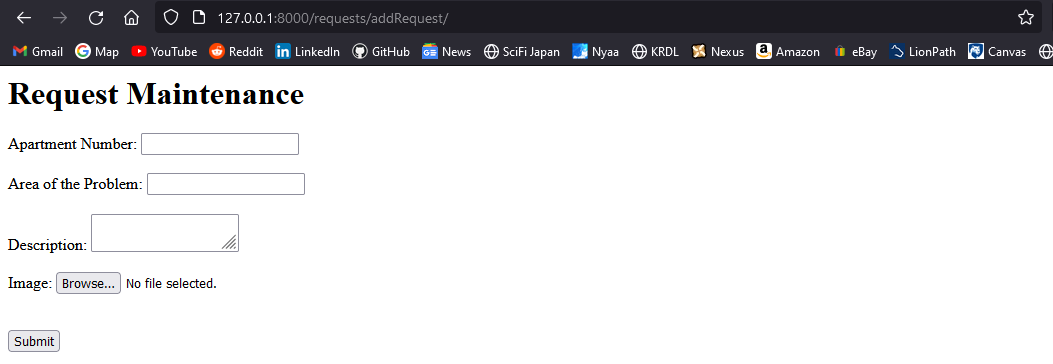 127.0.0.1:8000/requests/addRequest/
Gmail Map YouTube Reddit LinkedIn GitHub News SciFi Japan Nyaa KRDL Nexus Amazon eBay LionPath Canvas
Request Maintenance
Apartment Number:
Area of the Problem:
Description:
Image: Browse... No file selected.
Submit